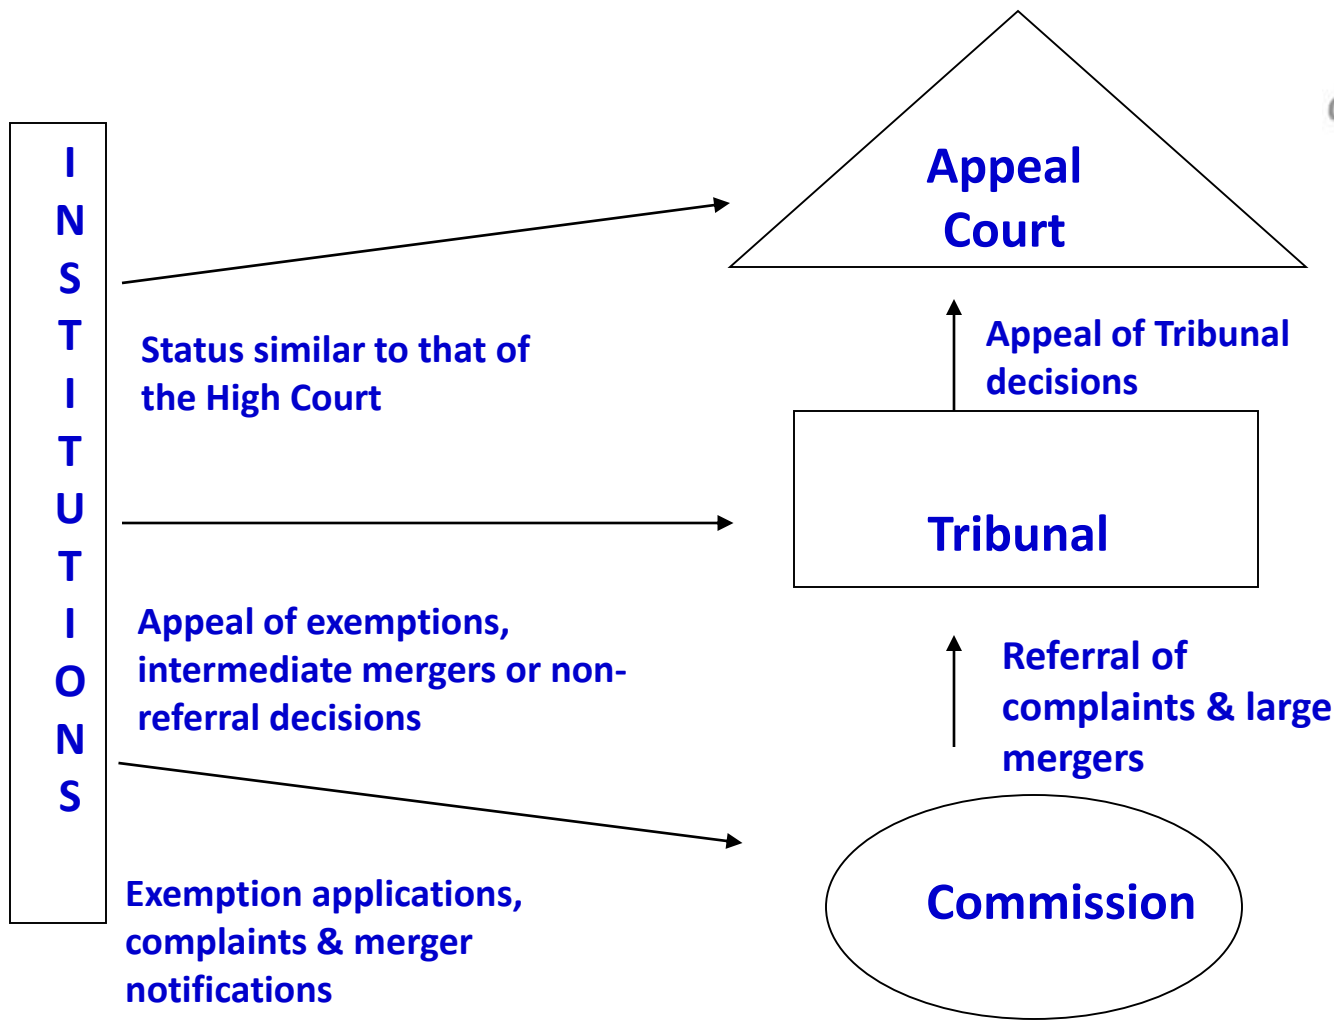 INSTITUTIONS
Appeal
Court
Status similar to that of
the High Court
Appeal of Tribunal
decisions
Tribunal
Appeal of exemptions,
intermediate mergers or non-
referral decisions
Referral of
complaints & large
mergers
Commission
Exemption applications,
complaints & merger
notifications